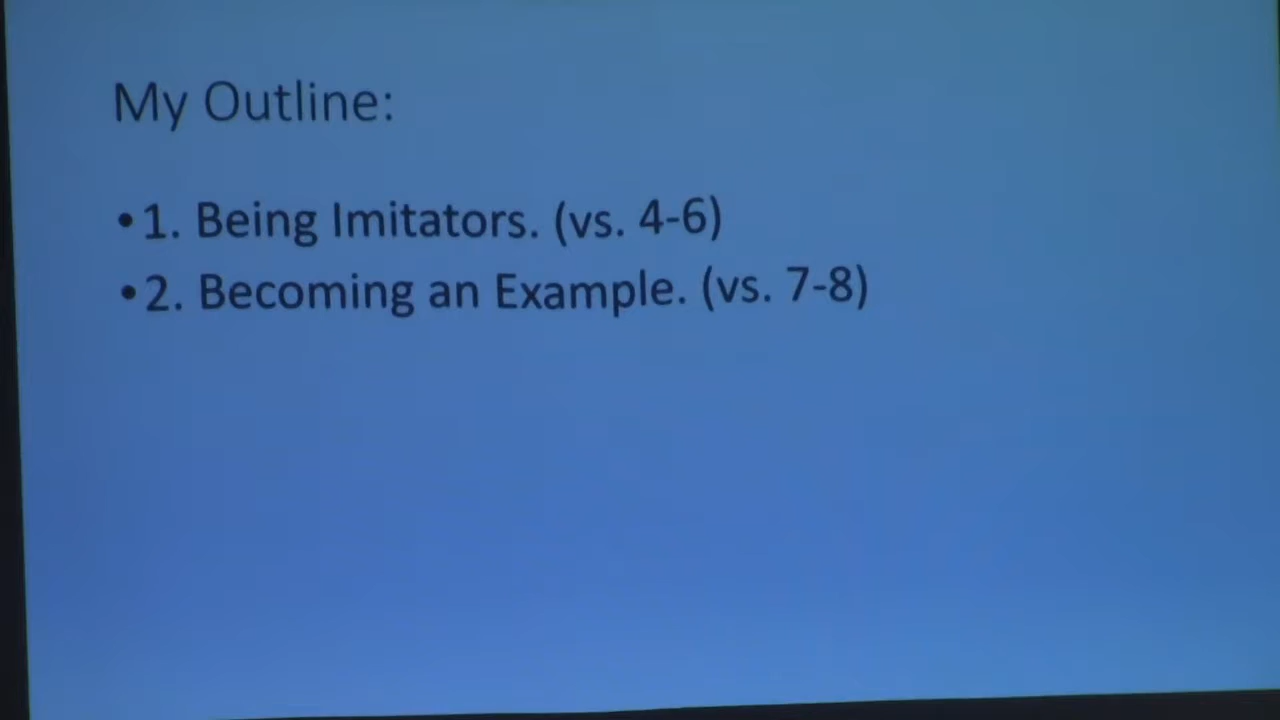 My Outline:
•1. Being Imitators. (vs. 4-6)
•2. Becoming an Example. (vs. 7-8)